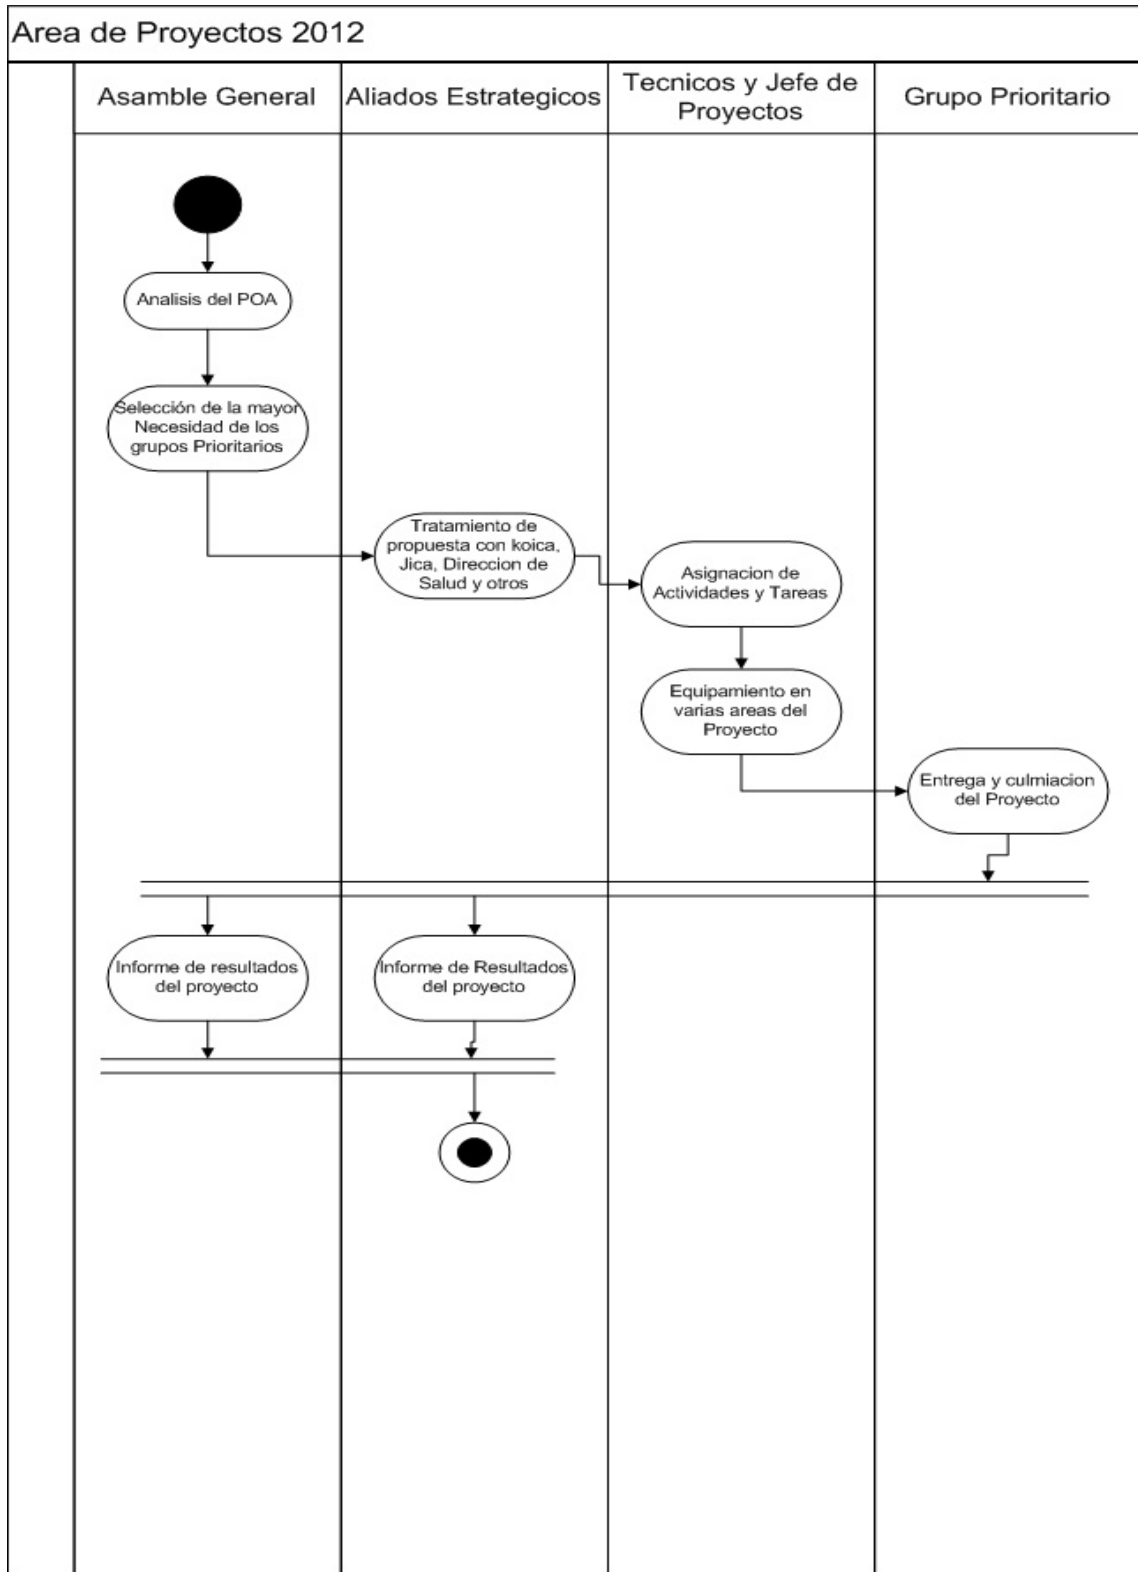 Area de Proyectos 2012
Asamble General
Aliados Estrategicos
Tecnicos y Jefe de
Proyectos
Grupo Prioritario
Analisis del POA
Selección de la mayor
Necesidad de los
grupos Prioritarios
Tratamiento de
propuesta con koica,
Jica, Direccion de
Salud y otros
Asignacion de
Actividades y Tareas
Equipamiento en
varias areas del
Proyecto
Entrega y culmiacion
del Proyecto
Informe de resultados
del proyecto
Informe de Resultados
del proyecto